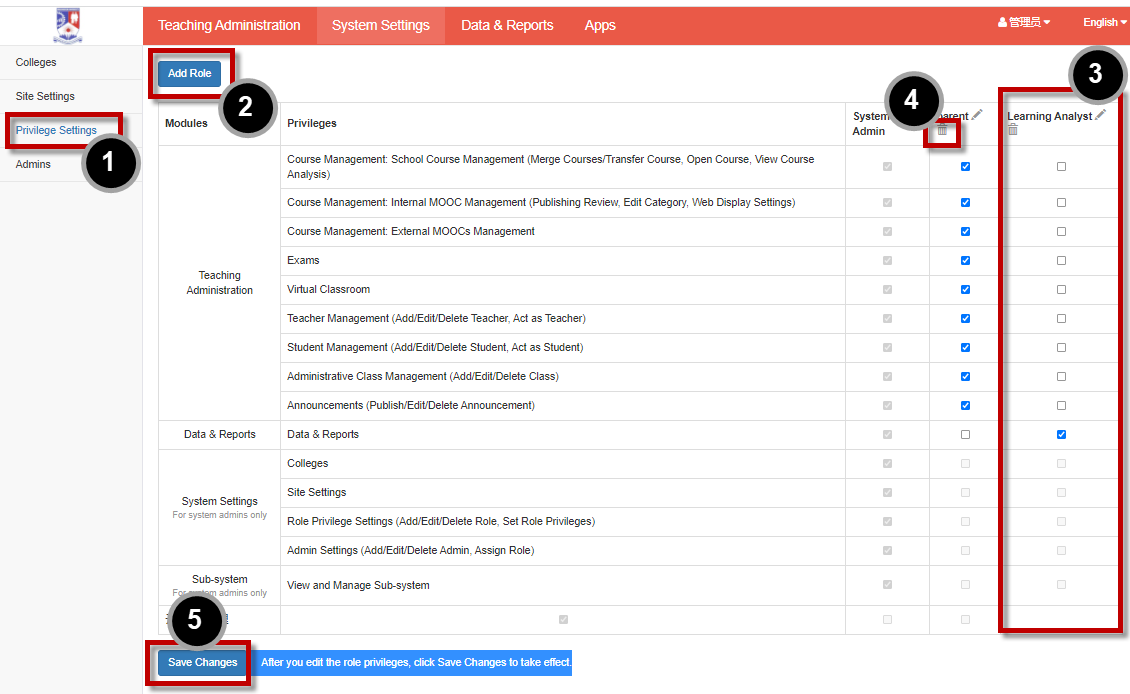 Teaching Administration System Settings Data & Reports Apps 管理员 English
Colleges
Site Settings
Privilege Settings
Admins
1
Add Role
2
3
4
5
Modules Privileges System Admin Learning Analyst
Teaching
Administration
Course Management: School Course Management (Merge Courses/Transfer Course, Open Course, View Course
Analysis)
Course Management: Internal MOOC Management (Publishing Review, Edit Category, Web Display Settings)
Course Management: External MOOCs Management
Exams
Virtual Classroom
Teacher Management (Add/Edit/Delete Teacher, Act as Teacher)
Student Management (Add/Edit/Delete Student, Act as Student)
Administrative Class Management (Add/Edit/Delete Class)
Announcements (Publish/Edit/Delete Announcement)
Data & Reports Data & Reports
System Settings
For system admins only
Colleges
Site Settings
Role Privilege Settings (Add/Edit/Delete Role, Set Role Privileges)
Admin Settings (Add/Edit/Delete Admin, Assign Role)
Sub-system
For system admins only
View and Manage Sub-system
Save Changes After you edit the role privileges, click Save Changes to take effect.